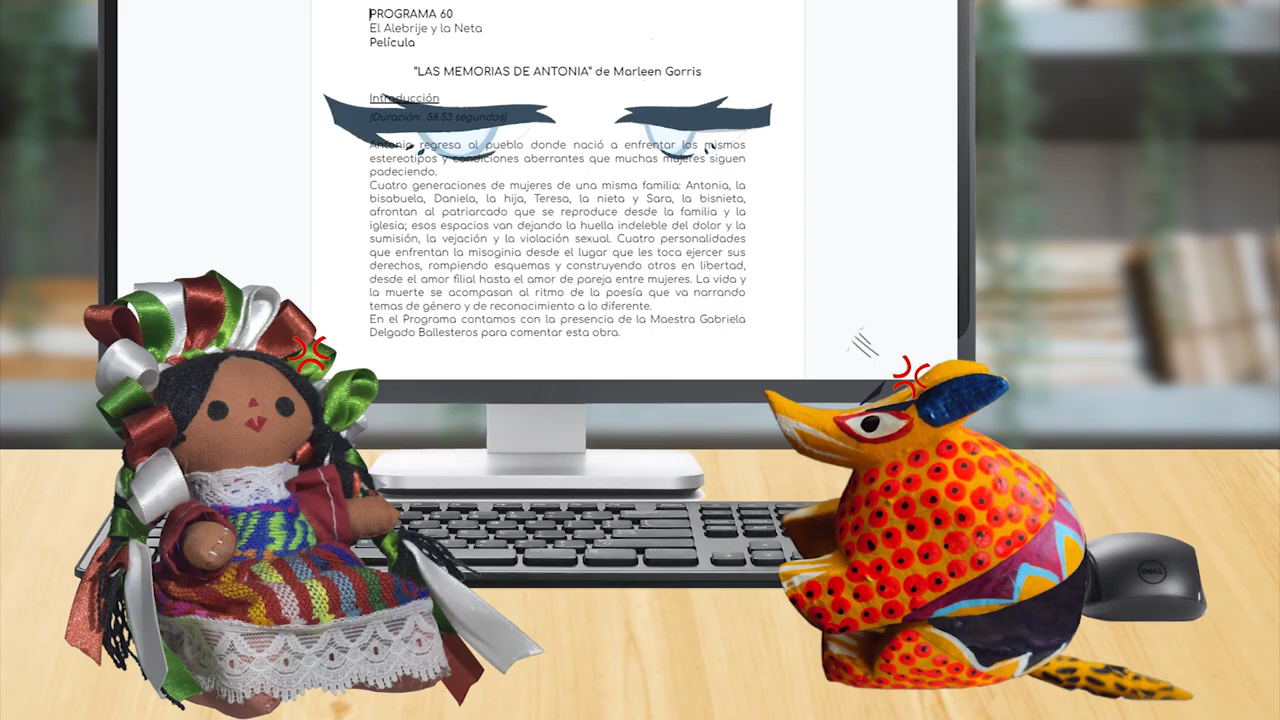 PROGRAMA 60
El Alebrije y la Neta
Película
“LAS MEMORIAS DE ANTONIA” de Marleen Gorris
Introducción
(Duración: 58.53 segundos)
Antonia regresa al pueblo donde nació a enfrentar los mismos
estereotipos y condiciones aberrantes que muchas mujeres siguen
padeciendo.
Cuatro generaciones de mujeres de una misma familia: Antonia, la
bisabuela, Daniela, la hija, Teresa, la nieta y Sara, la bisnieta,
afrontan al patriarcado que se reproduce desde la familia y la
iglesia; esos espacios van dejando la huella indeleble del dolor y la
sumisión, la vejación y la violación sexual. Cuatro personalidades
que enfrentan la misoginia desde el lugar que les toca ejercer sus
derechos, rompiendo esquemas y construyendo otros en libertad,
desde el amor filial hasta el amor de pareja entre mujeres. La vida y
la muerte se acompasan al ritmo de la poesía que va narrando
temas de género y de reconocimiento a lo diferente.
En el Programa contamos con la presencia de la Maestra Gabriela
Delgado Ballesteros para comentar esta obra.
DELL